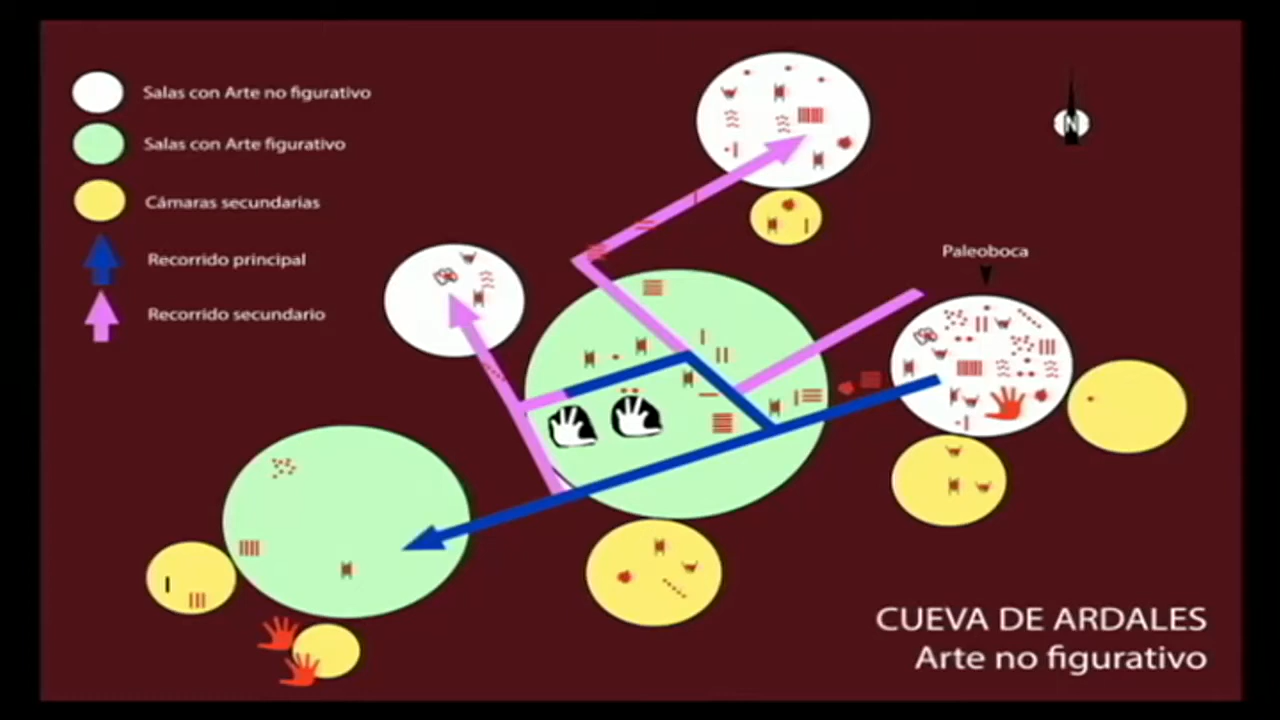 Salas con Arte no figurativo
Salas con Arte figurativo
Cámaras secundarias
Recorrido principal
Recorrido secundario
N
Paleoboca
CUEVA DE ARDALES
Arte no figurativo